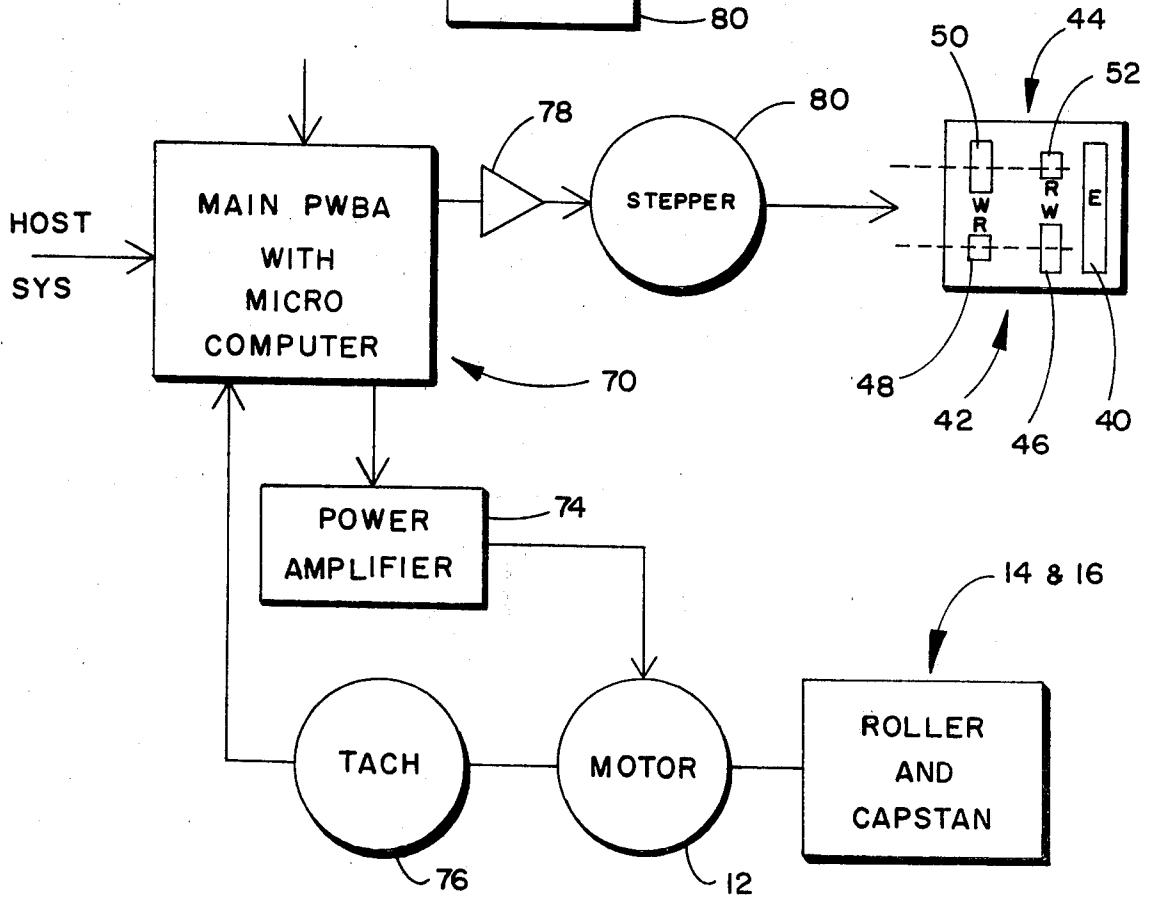 80
50
44
52
78
80
HOST
SYS
MAIN PWBA
WITH
MICRO
COMPUTER
STEPPER
W
R
R
W
E
70
48
42
46
40
POWER
AMPLIFIER
74
14 & 16
TACH
MOTOR
ROLLER
AND
CAPSTAN
76
12